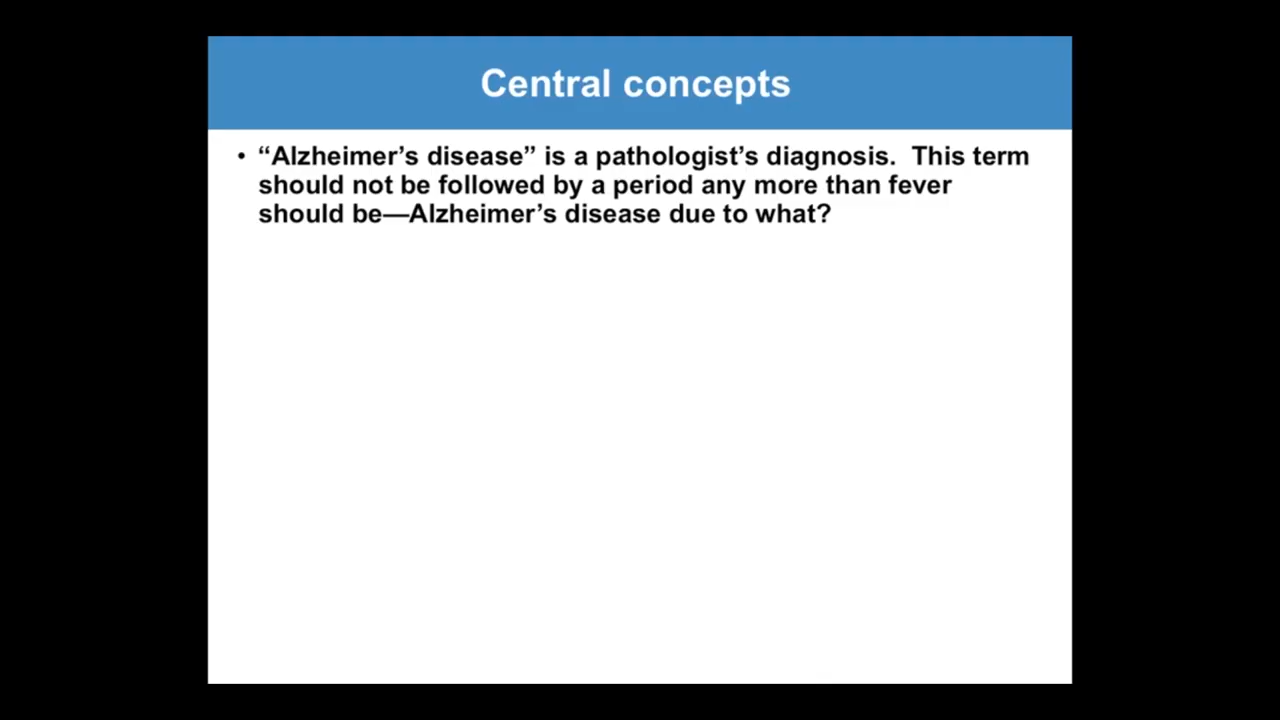 Central concepts
• “Alzheimer’s disease” is a pathologist’s diagnosis.  This term
should not be followed by a period any more than fever
should be—Alzheimer’s disease due to what?